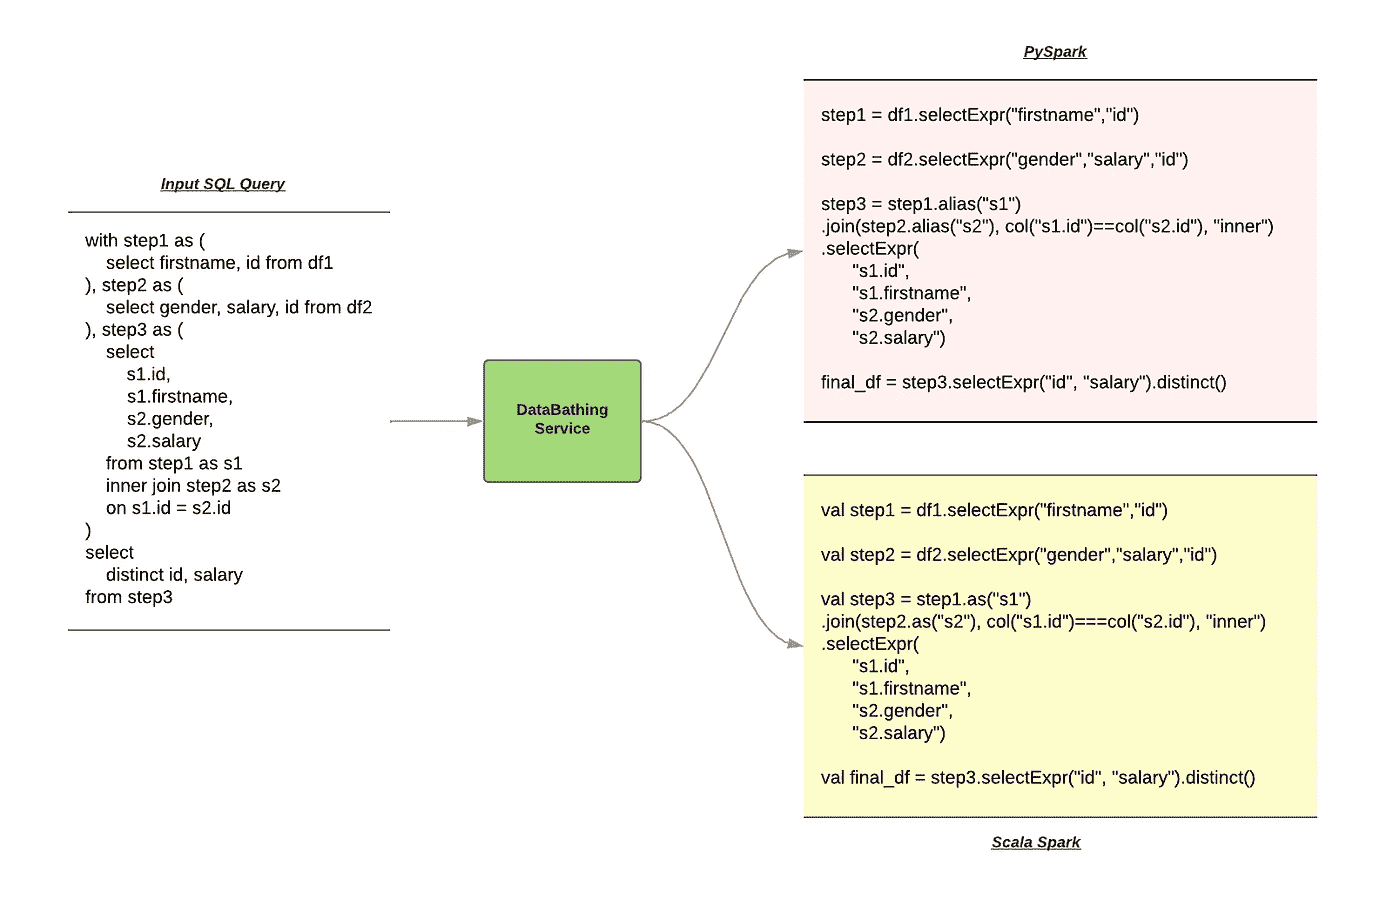 Input SQL Query
with step1 as (
select firstname, id from df1
), step2 as (
select gender, salary, id from df2
), step3 as (
select
s1.id,
s1.firstname,
s2.gender,
s2.salary
from step1 as s1
inner join step2 as s2
on s1.id = s2.id
)
select
distinct id, salary
from step3
DataBathing
Service
PySpark
step1 = df1.selectExpr("firstname","id")
step2 = df2.selectExpr("gender","salary","id")
step3 = step1.alias("s1")
.join(step2.alias("s2"), col("s1.id")==col("s2.id"), "inner")
.selectExpr(
"s1.id",
"s1.firstname",
"s2.gender",
"s2.salary")
final_df = step3.selectExpr("id", "salary").distinct()
val step1 = df1.selectExpr("firstname","id")
val step2 = df2.selectExpr("gender","salary","id")
val step3 = step1.as("s1")
.join(step2.as("s2"), col("s1.id")===col("s2.id"), "inner")
.selectExpr(
"s1.id",
"s1.firstname",
"s2.gender",
"s2.salary")
val final_df = step3.selectExpr("id", "salary").distinct()
Scala Spark